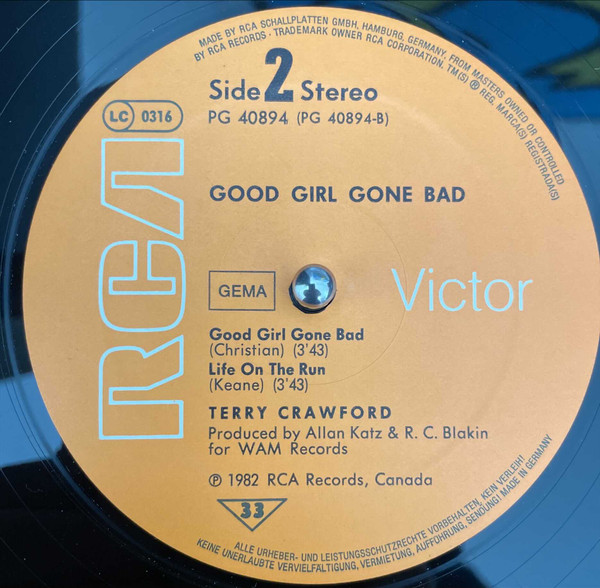 MADE BY RCA SCHALLPLATTEN GMBH, HAMBURG, GERMANY, FROM MASTERS OWNED OR CONTROLLED
BY RCA RECORDS · TRADEMARK OWNER RCA CORPORATION. TM(S) ® REG. MARCA(S) REGISTRADA(S)
Side 2 Stereo
LC 0316
PG 40894 (PG 40894-B)
RCA
GOOD GIRL GONE BAD
GEMA
Victor
Good Girl Gone Bad
(Christian) (3'43)
Life On The Run
(Keane) (3'43)
TERRY CRAWFORD
Produced by Allan Katz & R. C. Blakin
for WAM Records
℗ 1982 RCA Records, Canada
33
ALLE URHEBER- UND LEISTUNGSSCHUTZRECHTE VORBEHALTEN, KEIN VERLEIH!
KEINE UNERLAUBTE VERVIELFÄLTIGUNG, VERMIETUNG, AUFFÜHRUNG, SENDUNG! MADE IN GERMANY